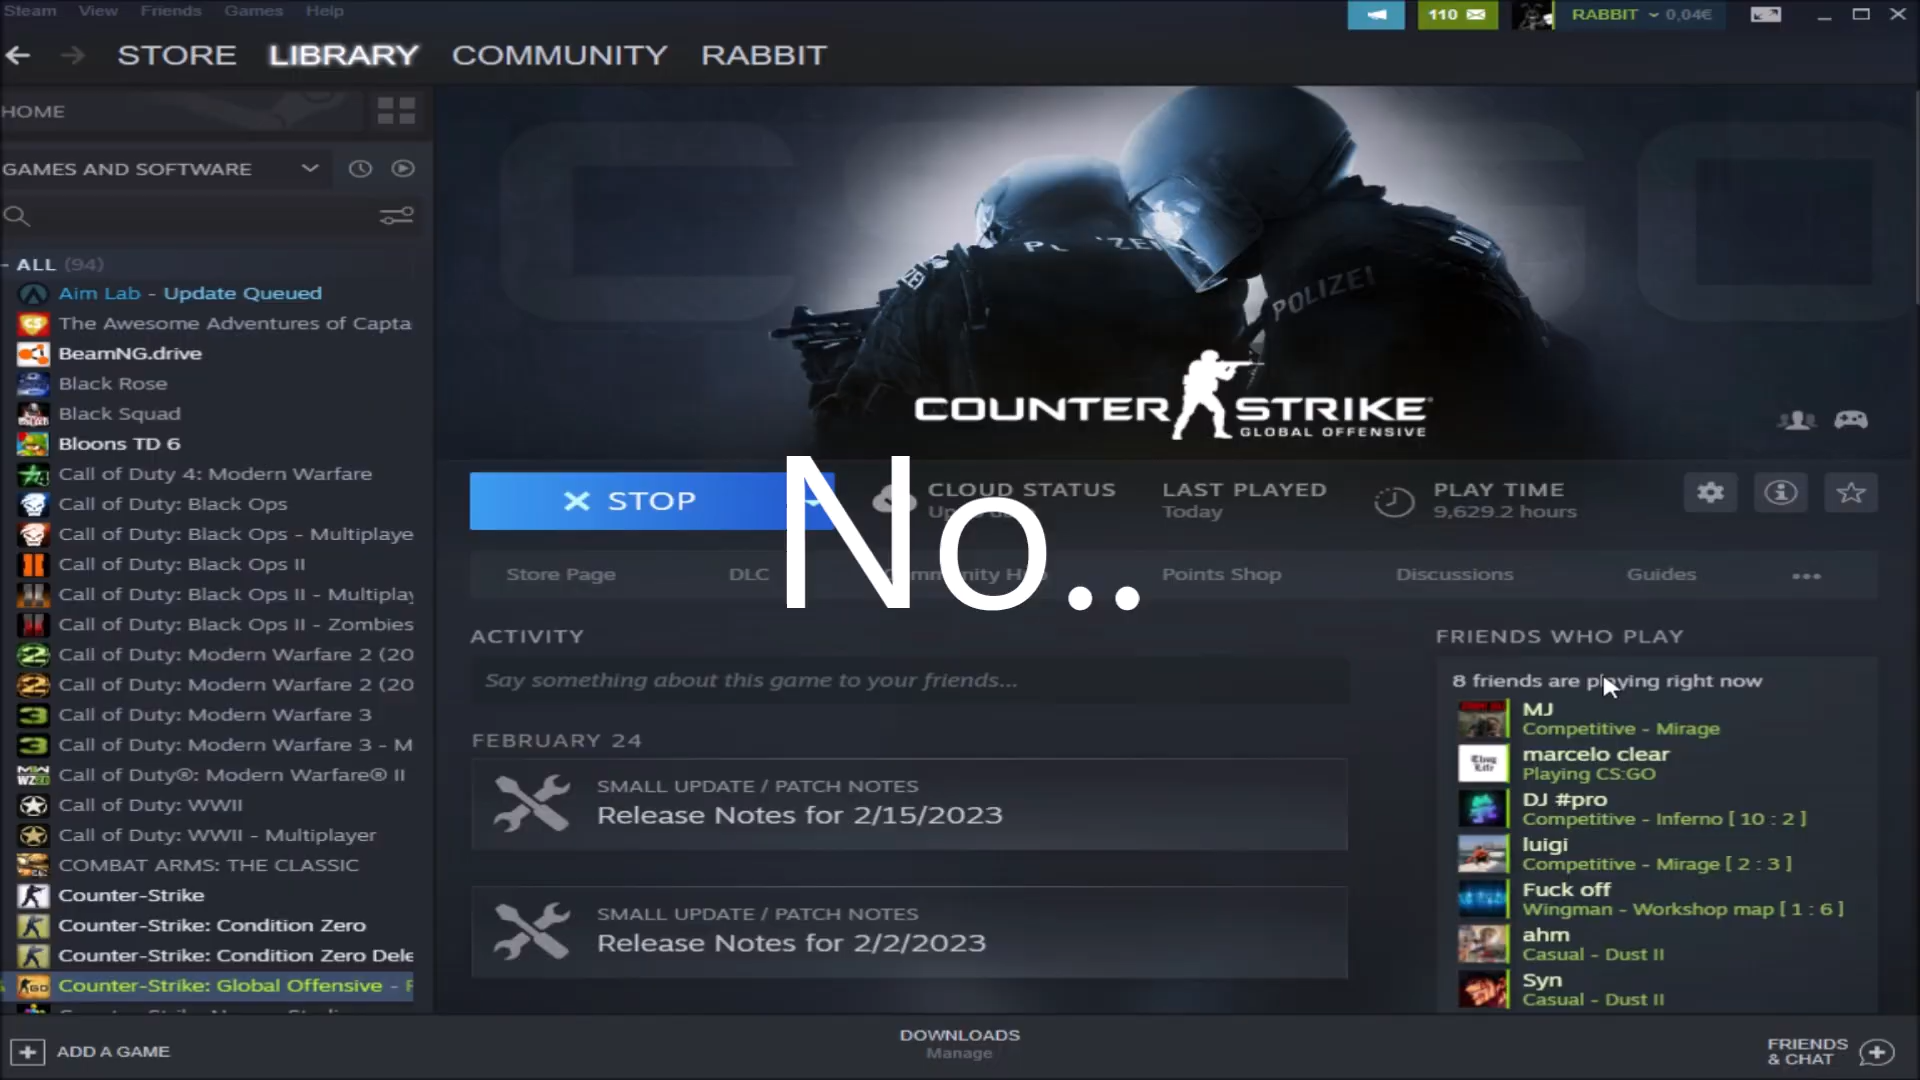 Steam View Friends Games Help
110 RABBIT 0,04€
STORE LIBRARY COMMUNITY RABBIT
HOME
GAMES AND SOFTWARE
- ALL (94)
Aim Lab - Update Queued
The Awesome Adventures of Capta
BeamNG.drive
Black Rose
Black Squad
Bloons TD 6
Call of Duty 4: Modern Warfare
Call of Duty: Black Ops
Call of Duty: Black Ops - Multiplaye
Call of Duty: Black Ops II
Call of Duty: Black Ops II - Multiplay
Call of Duty: Black Ops II - Zombies
Call of Duty: Modern Warfare 2 (20
Call of Duty: Modern Warfare 2 (20
Call of Duty: Modern Warfare 3
Call of Duty: Modern Warfare 3 - M
Call of Duty®: Modern Warfare® II
Call of Duty: WWII
Call of Duty: WWII - Multiplayer
COMBAT ARMS: THE CLASSIC
Counter-Strike
Counter-Strike: Condition Zero
Counter-Strike: Condition Zero Dele
Counter-Strike: Global Offensive - R
ADD A GAME
POLIZEI
COUNTER STRIKE
GLOBAL OFFENSIVE
STOP
No..
CLOUD STATUS
LAST PLAYED
Today
PLAY TIME
9,629.2 hours
Store Page DLC Points Shop Discussions Guides
ACTIVITY
Say something about this game to your friends...
FEBRUARY 24
SMALL UPDATE / PATCH NOTES
Release Notes for 2/15/2023
SMALL UPDATE / PATCH NOTES
Release Notes for 2/2/2023
FRIENDS WHO PLAY
8 friends are playing right now
MJ
Competitive - Mirage
marcelo clear
Playing CS:GO
DJ #pro
Competitive - Inferno [ 10 : 2 ]
luigi
Competitive - Mirage [ 2 : 3 ]
Fuck off
Wingman - Workshop map [ 1 : 6 ]
ahm
Casual - Dust II
Syn
Casual - Dust II
DOWNLOADS
Manage
FRIENDS
& CHAT